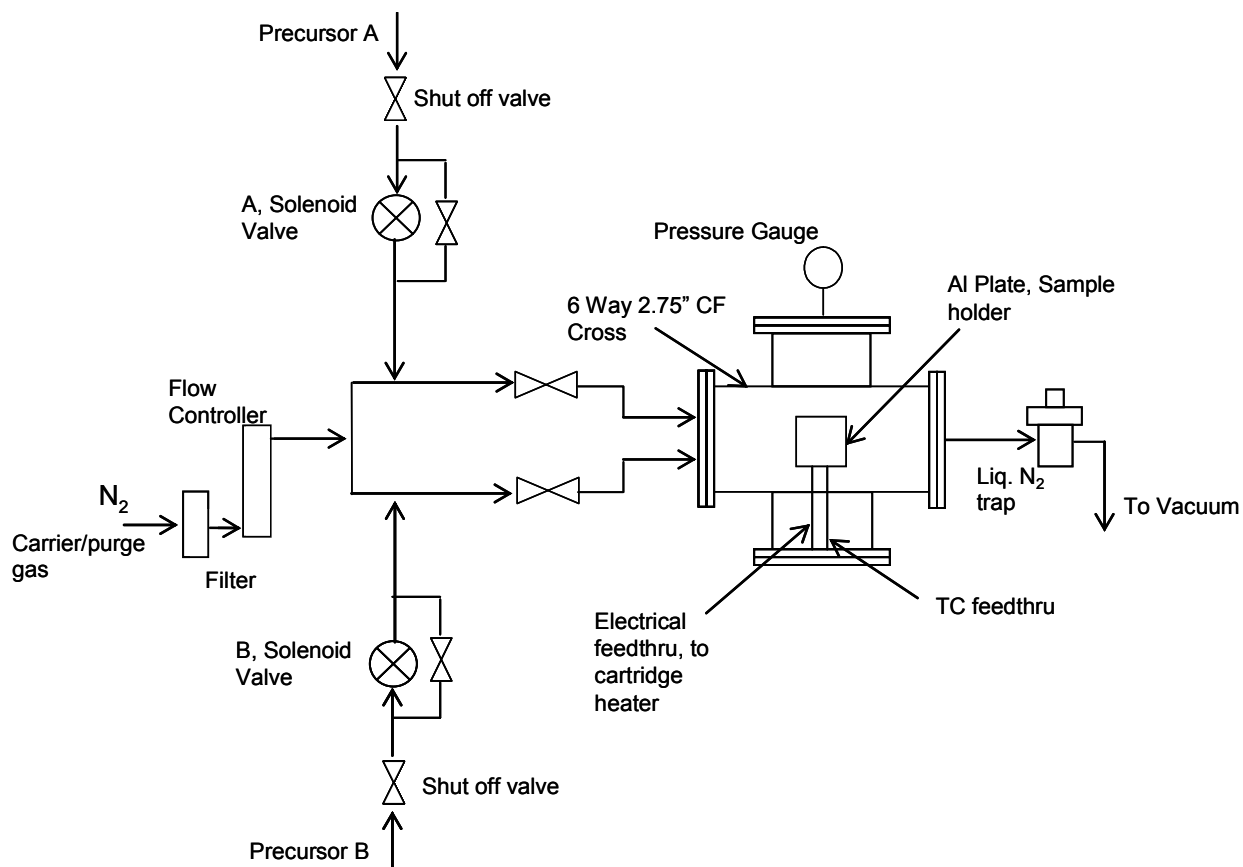 Precursor A
Shut off valve
A, Solenoid
Valve
Pressure Gauge
Al Plate, Sample
holder
6 Way 2.75” CF
Cross
Flow
Controller
N₂
Carrier/purge
gas
Filter
Liq. N₂
trap
To Vacuum
TC feedthru
Electrical
feedthru, to
cartridge
heater
B, Solenoid
Valve
Shut off valve
Precursor B